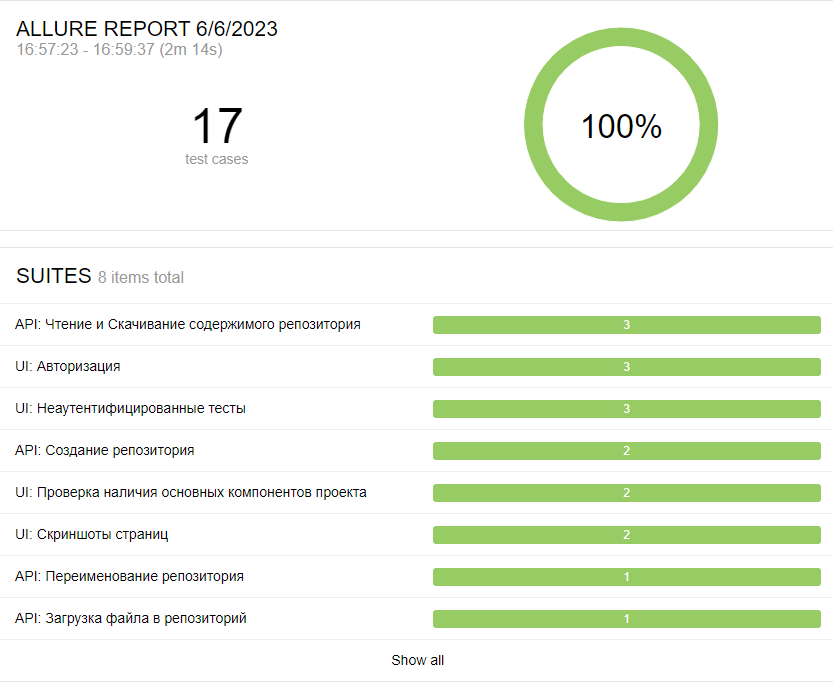 ALLURE REPORT 6/6/2023
16:57:23 - 16:59:37 (2m 14s)
17
test cases
100%
SUITES 8 items total
API: Чтение и Скачивание содержимого репозитория 3
UI: Авторизация 3
UI: Неаутентифицированные тесты 3
API: Создание репозитория 2
UI: Проверка наличия основных компонентов проекта 2
UI: Скриншоты страниц 2
API: Переименование репозитория 1
API: Загрузка файла в репозиторий 1
Show all